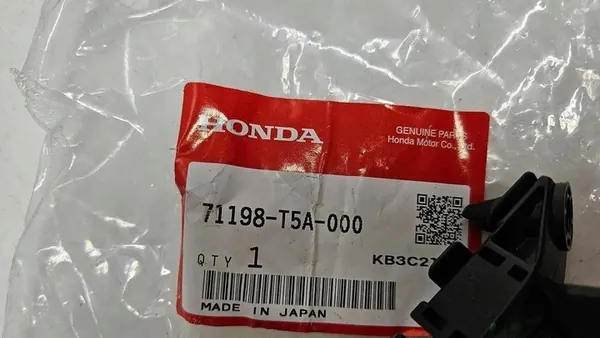 HONDA
GENUINE PARTS
Honda Motor Co., Ltd.
71198-T5A-000
QTY 1
MADE IN JAPAN